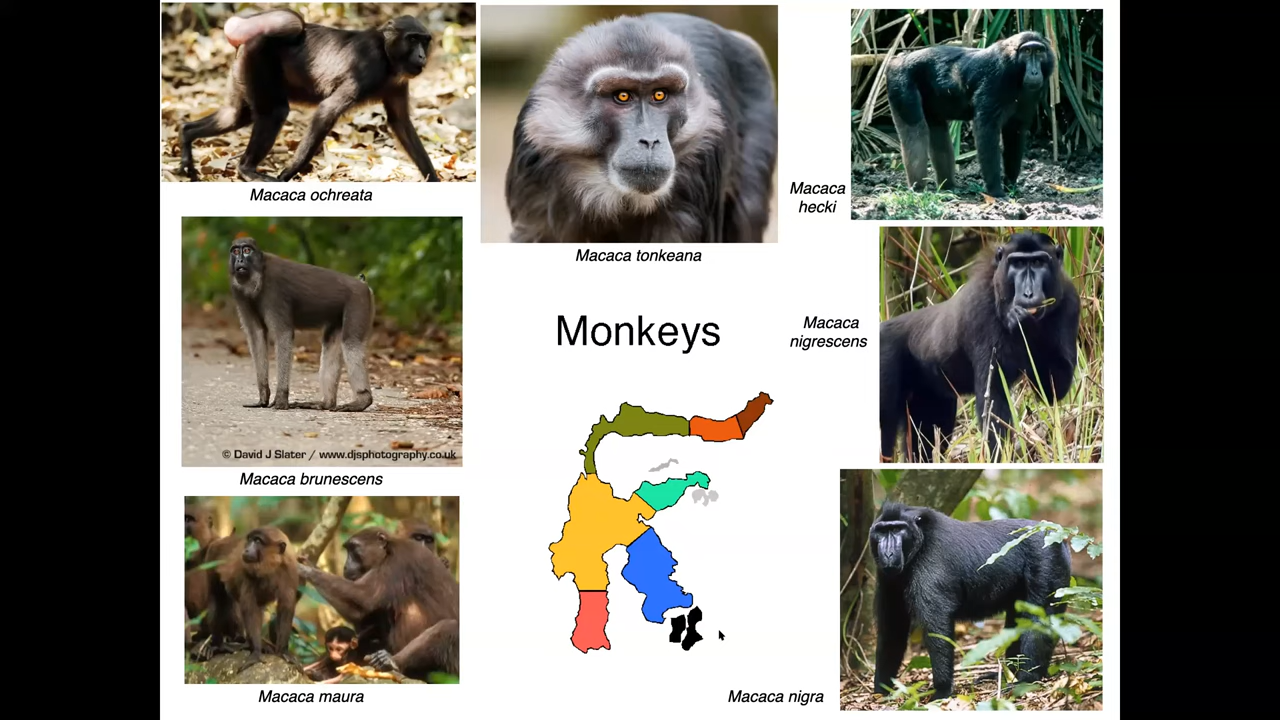 Macaca ochreata
Macaca tonkeana
Macaca
hecki
Macaca
nigrescens
Monkeys
© David J Slater / www.djsphotography.co.uk
Macaca brunescens
Macaca maura
Macaca nigra